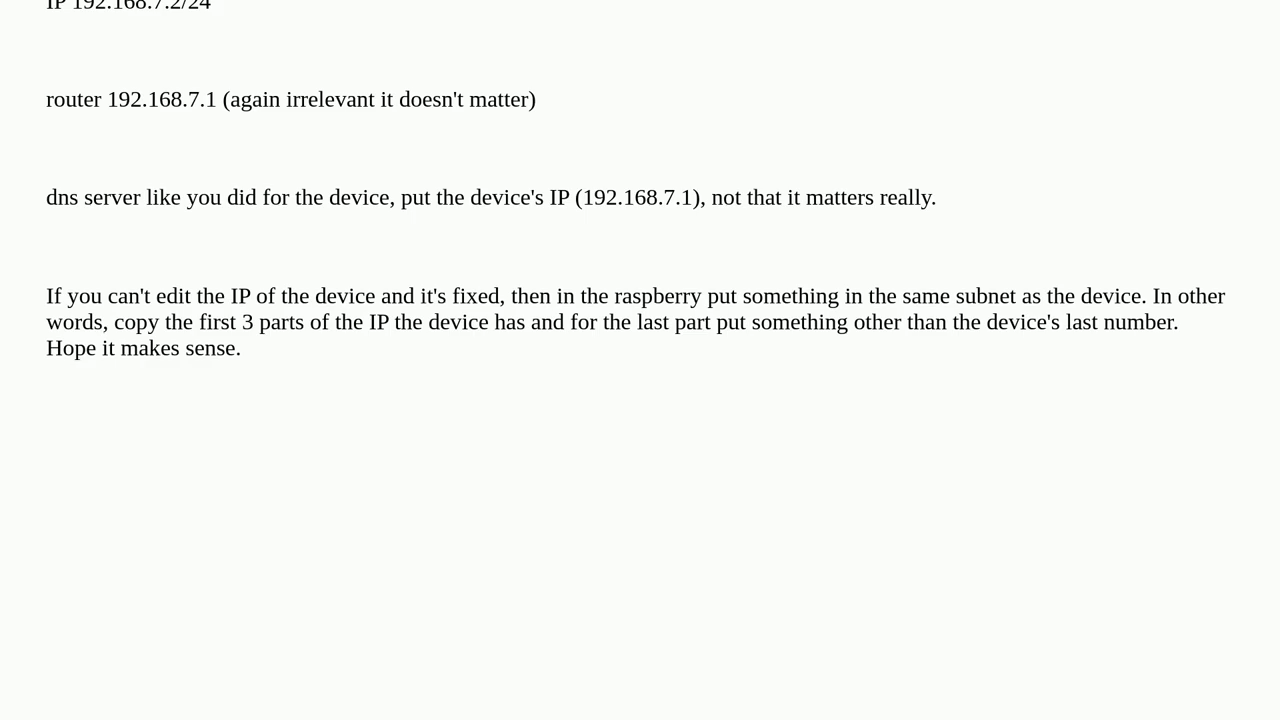 IP 192.168.7.2/24
router 192.168.7.1 (again irrelevant it doesn't matter)
dns server like you did for the device, put the device's IP (192.168.7.1), not that it matters really.
If you can't edit the IP of the device and it's fixed, then in the raspberry put something in the same subnet as the device. In other
words, copy the first 3 parts of the IP the device has and for the last part put something other than the device's last number.
Hope it makes sense.